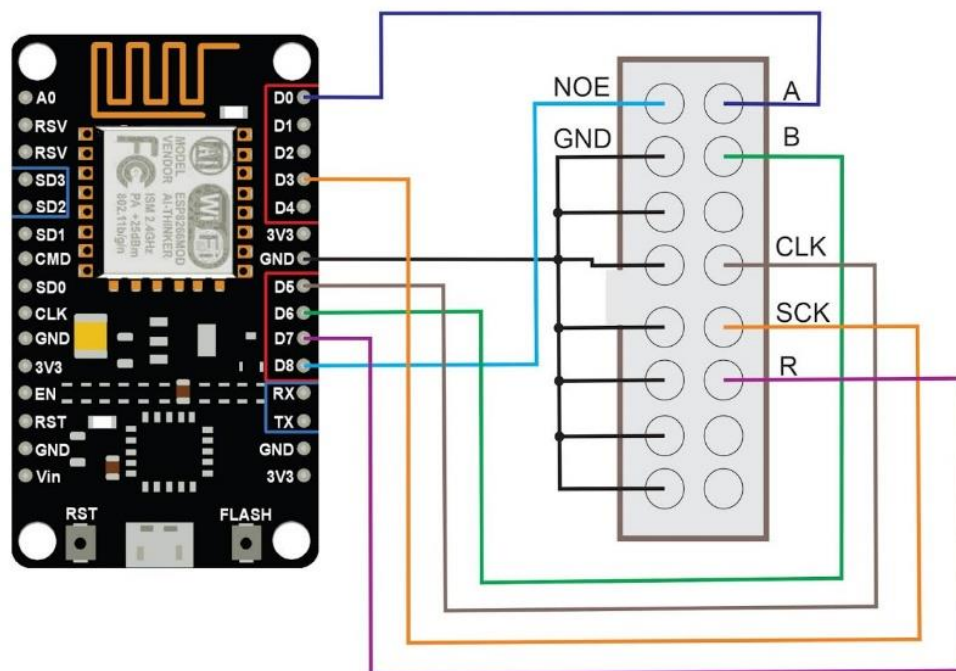 A0
RSV
RSV
SD3
SD2
SD1
CMD
SD0
CLK
GND
3V3
EN
RST
GND
Vin
MODEL ESP8266MOD
VENDOR AI-THINKER
ISM 2.4GHz
PA +25dBm
802.11b/g/n
FC
Ai
Wi Fi
D0
D1
D2
D3
D4
3V3
GND
D5
D6
D7
D8
RX
TX
GND
3V3
RST
FLASH
NOE
GND
A
B
CLK
SCK
R